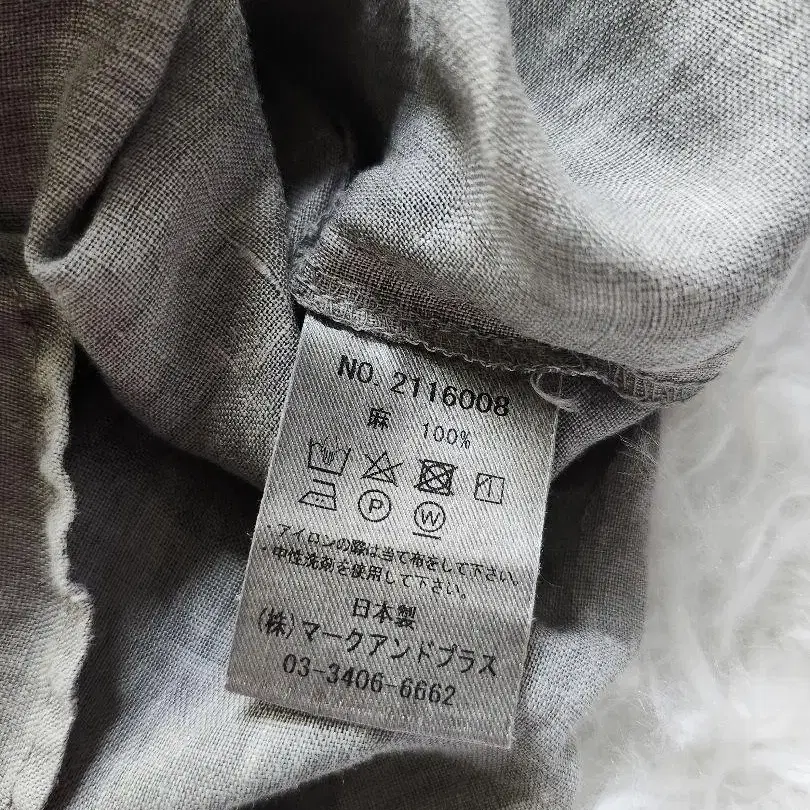 NO. 2116008
麻 100%
P W
・アイロンの際は当て布をして下さい。
・中性洗剤を使用して下さい。
日本製
(株)マークアンドプラス
03-3406-6662